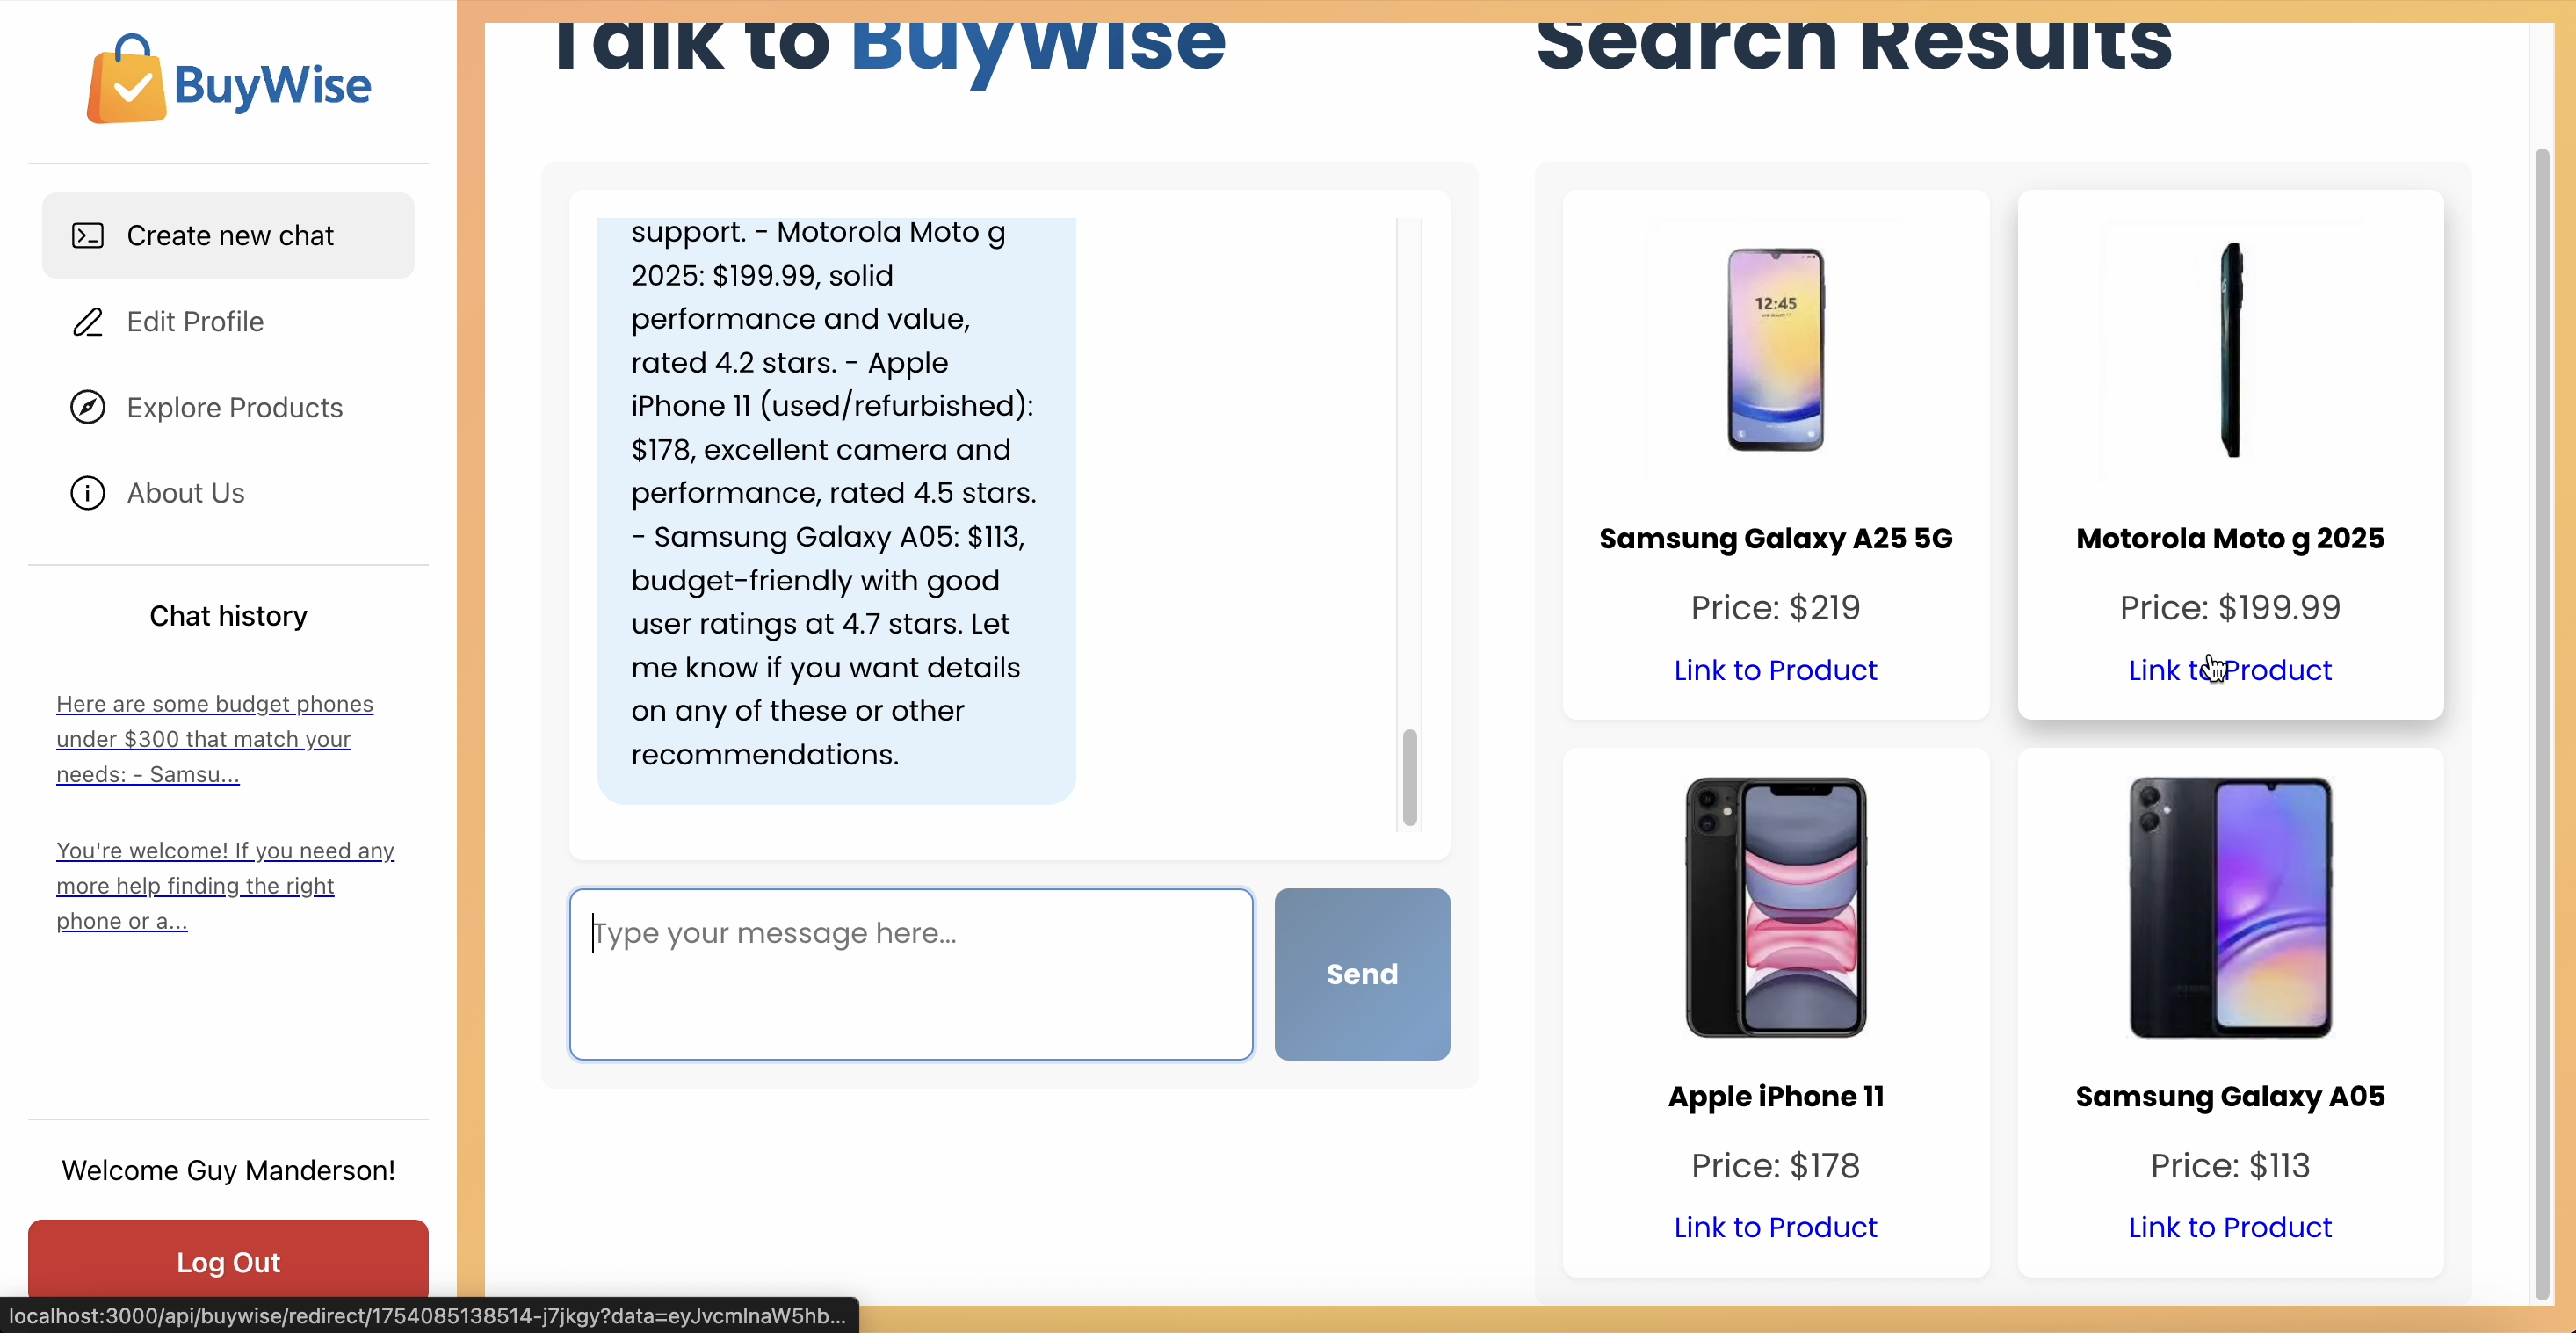 BuyWise
Create new chat
Edit Profile
Explore Products
About Us
Chat history
Here are some budget phones
under $300 that match your
needs: - Samsu...
You're welcome! If you need any
more help finding the right
phone or a...
Welcome Guy Manderson!
Log Out
localhost:3000/api/buywise/redirect/1754085138514-j7jkgy?data=eyJvcmlnaW5hb...
Talk to BuyWise
support. - Motorola Moto g
2025: $199.99, solid
performance and value,
rated 4.2 stars. - Apple
iPhone 11 (used/refurbished):
$178, excellent camera and
performance, rated 4.5 stars.
- Samsung Galaxy A05: $113,
budget-friendly with good
user ratings at 4.7 stars. Let
me know if you want details
on any of these or other
recommendations.
Type your message here...
Send
Search Results
12:45
Samsung Galaxy A25 5G
Price: $219
Link to Product
Motorola Moto g 2025
Price: $199.99
Link to Product
Apple iPhone 11
Price: $178
Link to Product
Samsung Galaxy A05
Price: $113
Link to Product